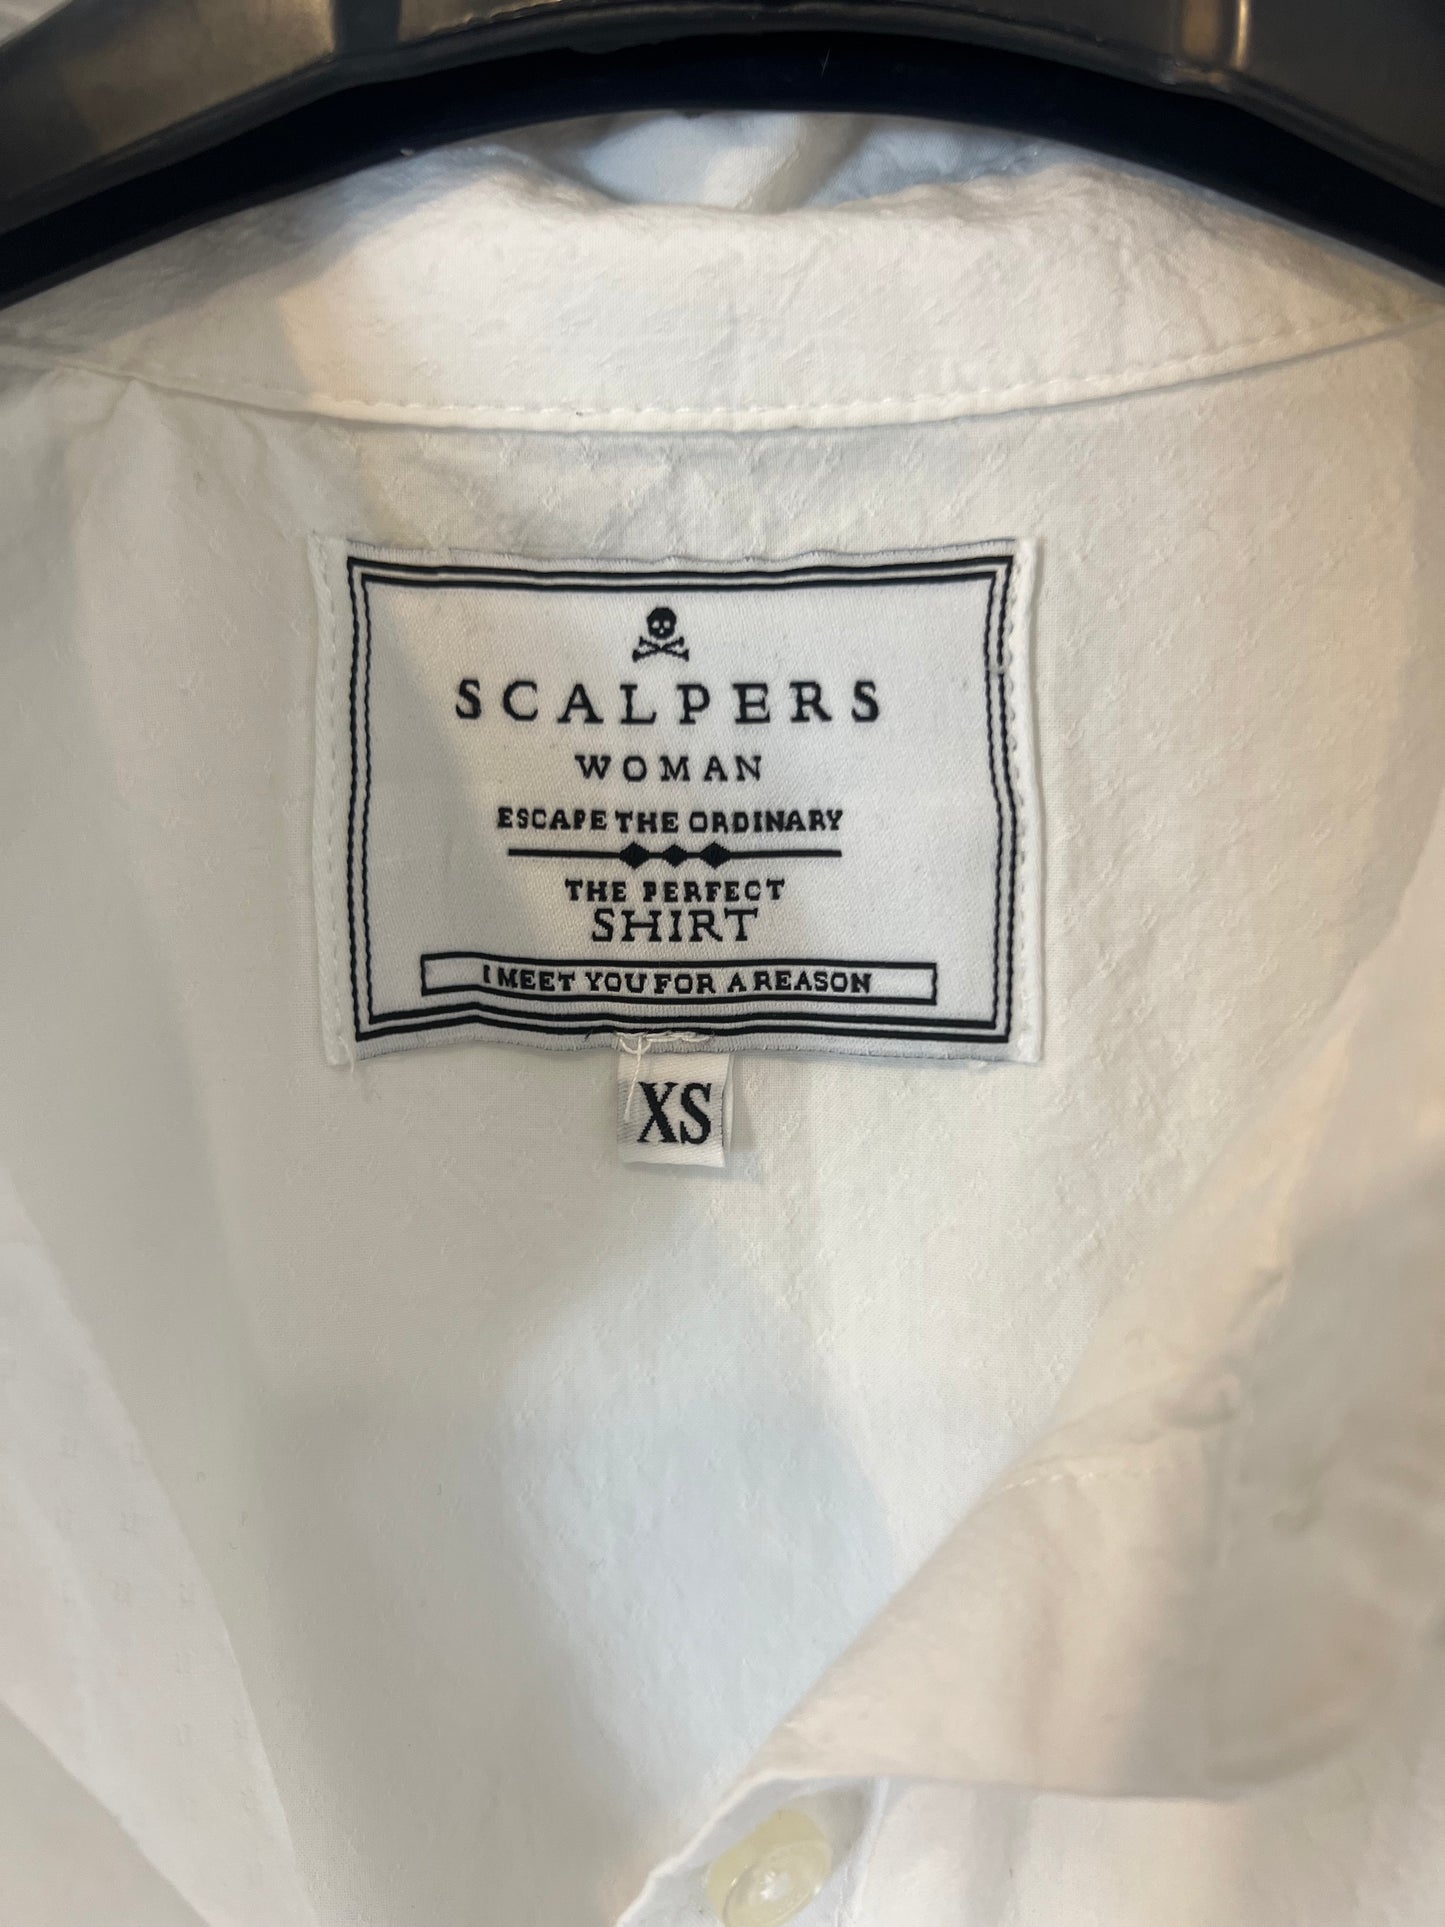 SCALPERS
WOMAN
ESCAPE THE ORDINARY
THE PERFECT
SHIRT
I MEET YOU FOR A REASON
XS